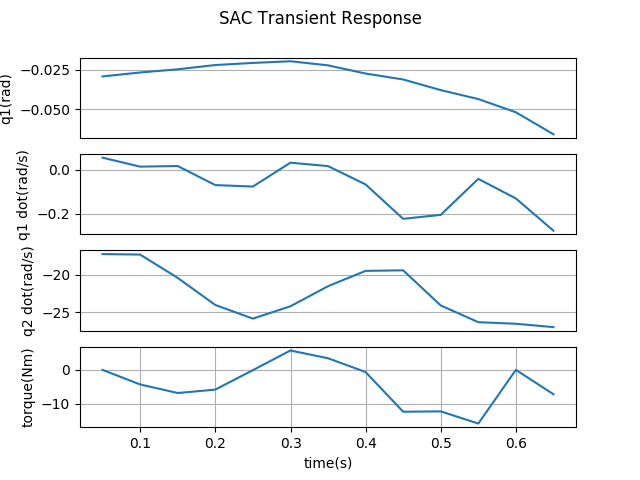 SAC Transient Response
q1(rad)
−0.025
−0.050
q1 dot(rad/s)
0.0
−0.2
q2 dot(rad/s)
−20
−25
torque(Nm)
0
−10
0.1 0.2 0.3 0.4 0.5 0.6
time(s)